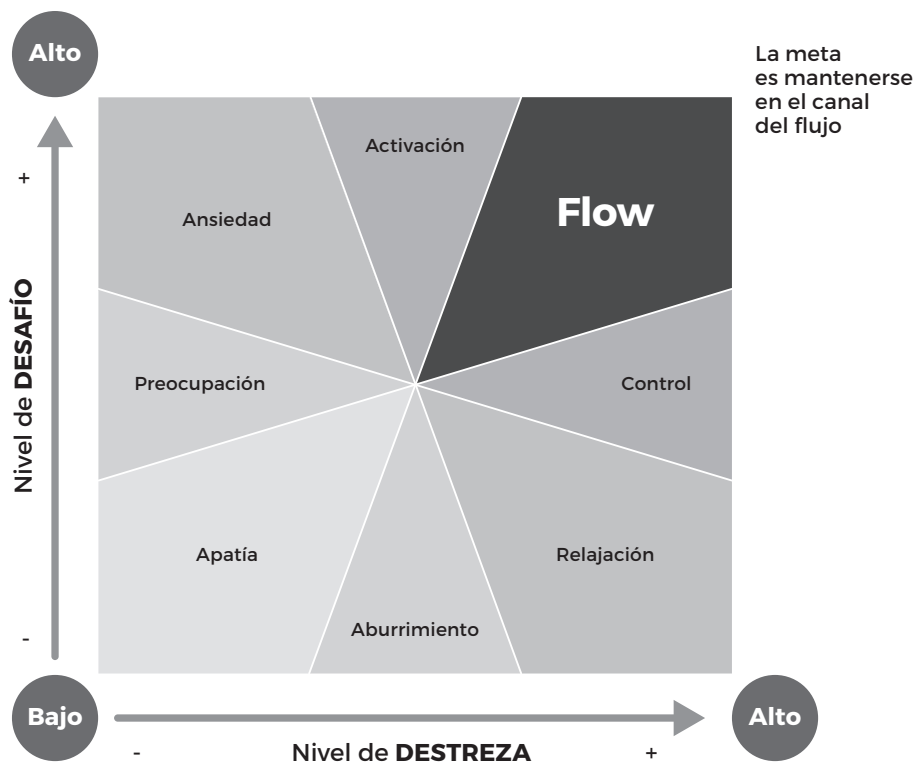 Alto
La meta
es mantenerse
en el canal
del flujo
Activación
+
Flow
Ansiedad
Nivel de DESAFÍO
Preocupación
Control
Apatía
Relajación
Aburrimiento
-
Bajo
Alto
-
Nivel de DESTREZA
+